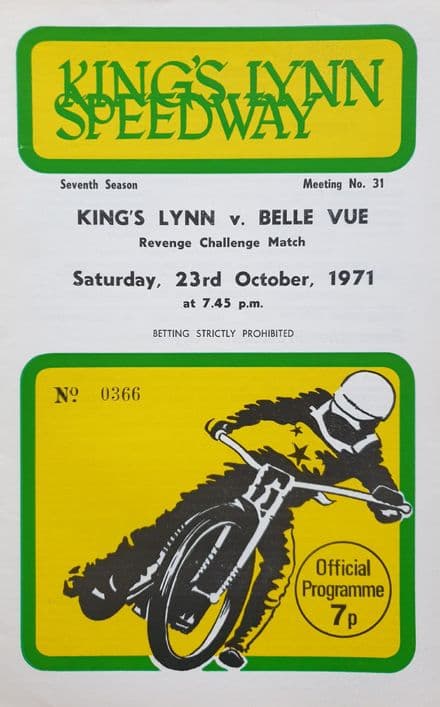 KING'S LYNN
SPEEDWAY
Seventh Season Meeting No. 31
KING'S LYNN v. BELLE VUE
Revenge Challenge Match
Saturday, 23rd October, 1971
at 7.45 p.m.
BETTING STRICTLY PROHIBITED
Nº 0366
Official
Programme
7p